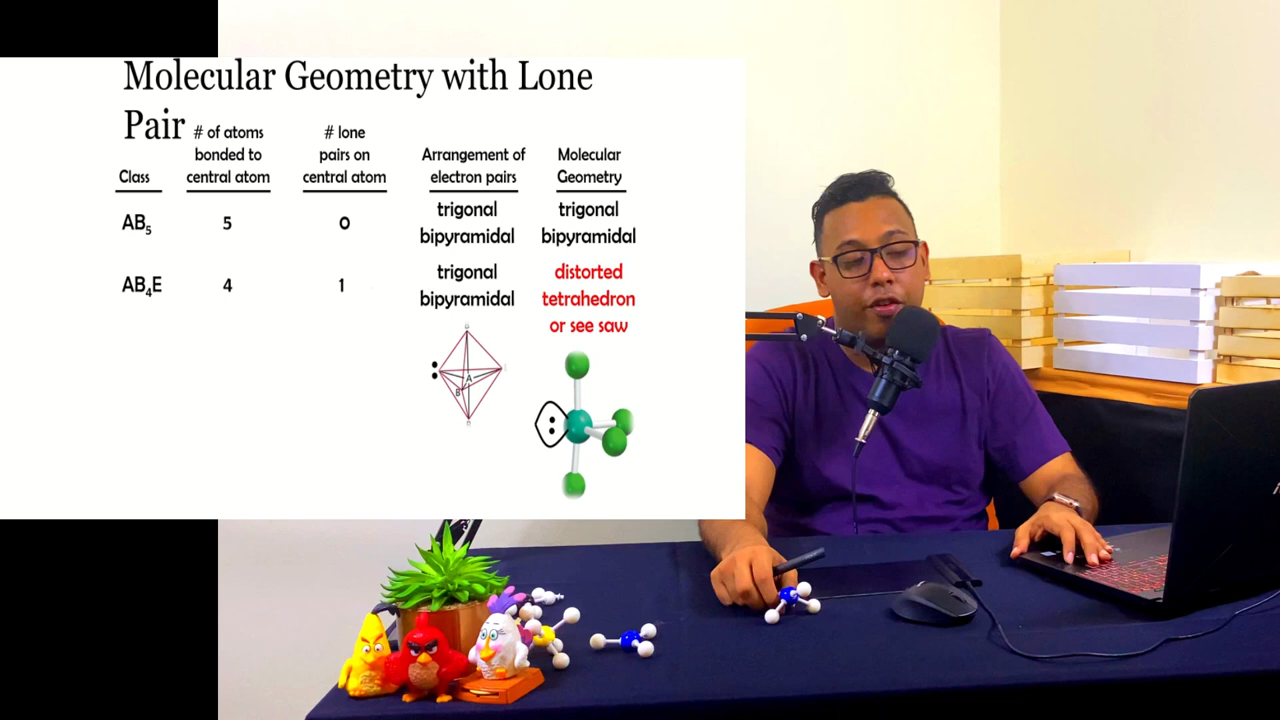 Molecular Geometry with Lone
Pair
# of atoms
bonded to
central atom
# lone
pairs on
central atom
Class
Arrangement of
electron pairs
Molecular
Geometry
AB5
5
0
trigonal
bipyramidal
trigonal
bipyramidal
AB4E
4
1
trigonal
bipyramidal
distorted
tetrahedron
or see saw
A
B